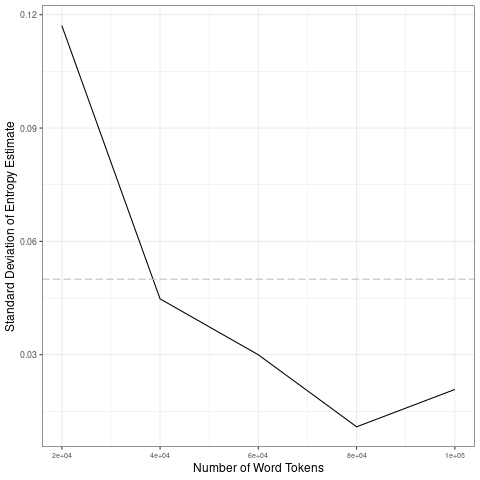 0.12
0.09
0.06
0.03
Standard Deviation of Entropy Estimate
2e+04 4e+04 6e+04 8e+04 1e+05
Number of Word Tokens